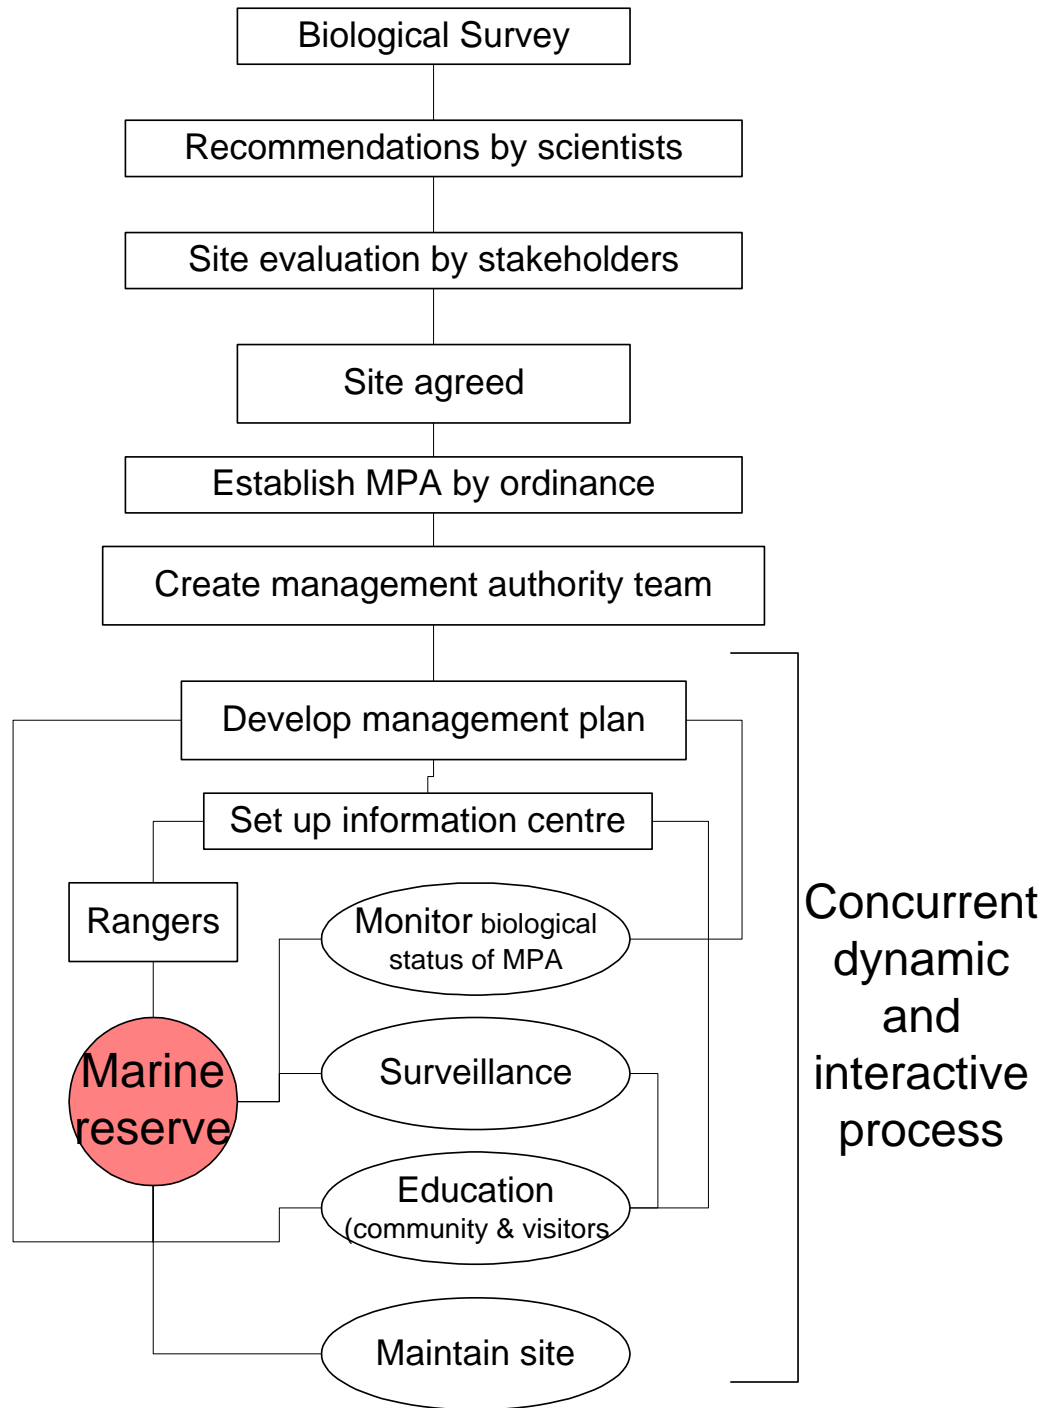 Biological Survey
Recommendations by scientists
Site evaluation by stakeholders
Site agreed
Establish MPA by ordinance
Create management authority team
Develop management plan
Set up information centre
Rangers
Monitor biological
status of MPA
Marine
reserve
Surveillance
Education
(community & visitors
Maintain site
Concurrent
dynamic
and
interactive
process